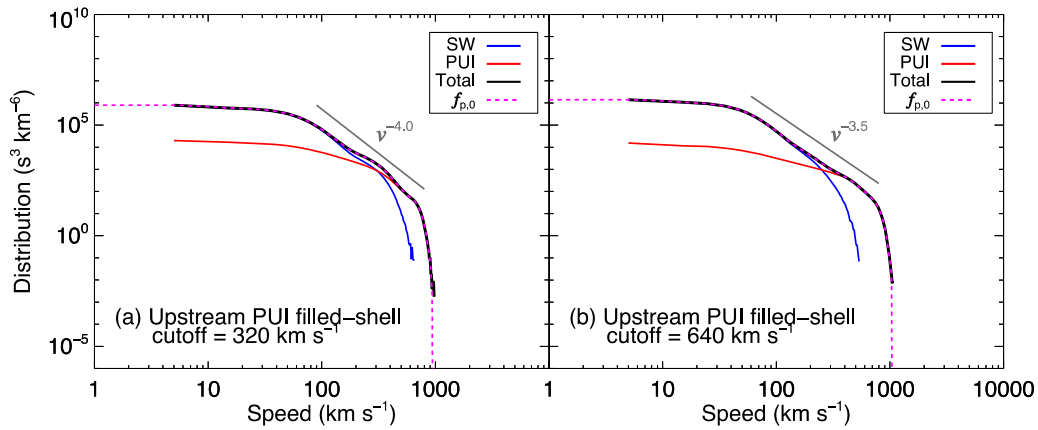 10^10
10^5
10^0
10^−5
Distribution (s^3 km^−6)
SW
PUI
Total
f_p,0
v^−4.0
(a) Upstream PUI filled−shell
cutoff = 320 km s^−1
1 10 100 1000
Speed (km s^−1)
SW
PUI
Total
f_p,0
v^−3.5
(b) Upstream PUI filled−shell
cutoff = 640 km s^−1
1 10 100 1000 10000
Speed (km s^−1)